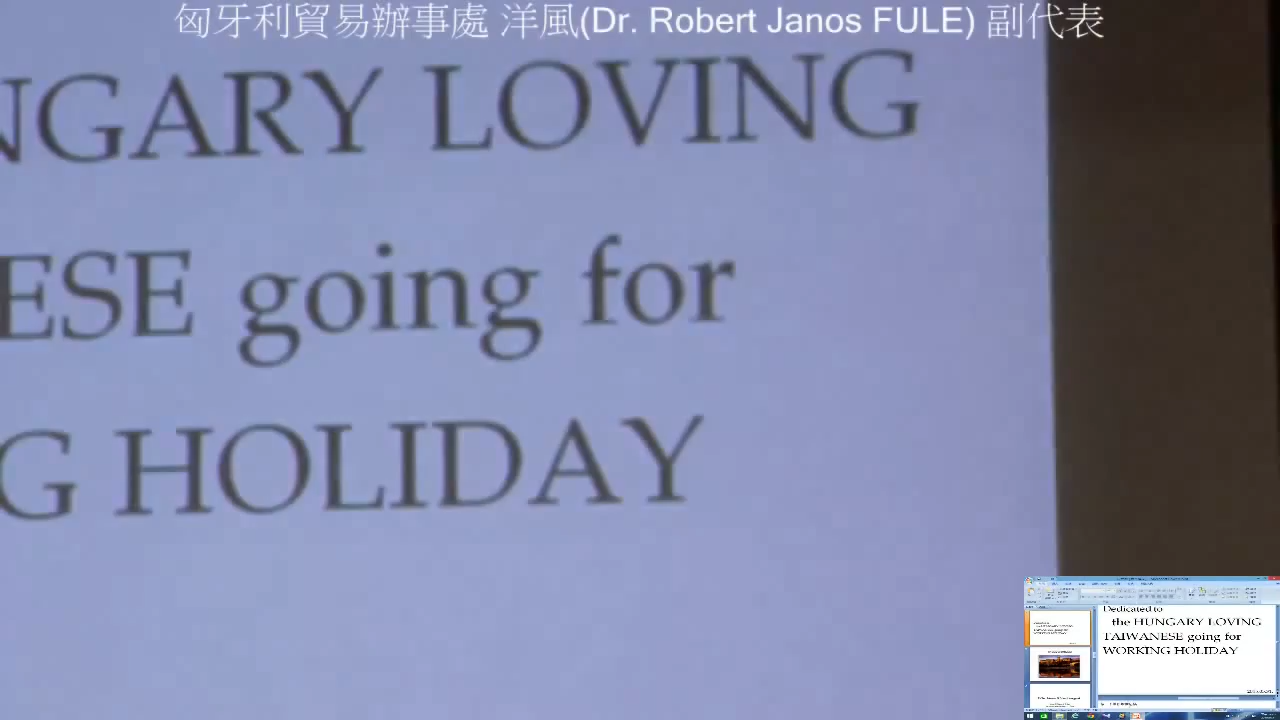 匈牙利貿易辦事處 洋風(Dr. Robert Janos FULE) 副代表
NGARY LOVING
ESE going for
G HOLIDAY
Dedicated to
the HUNGARY LOVING
TAIWANESE going for
WORKING HOLIDAY